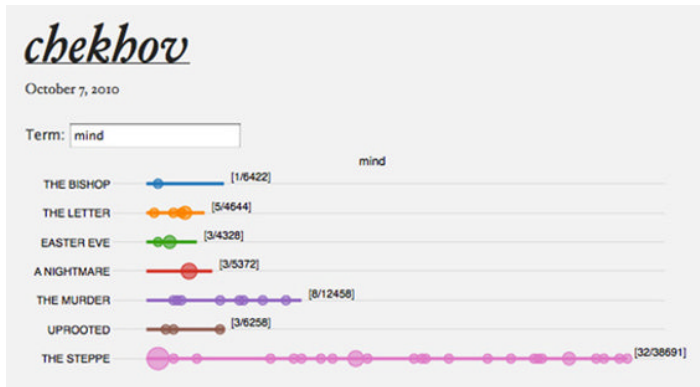 chekhov
October 7, 2010
Term: mind
mind
THE BISHOP [1/6422]
THE LETTER [5/4644]
EASTER EVE [3/4328]
A NIGHTMARE [3/5372]
THE MURDER [8/12458]
UPROOTED [3/6258]
THE STEPPE [32/38691]